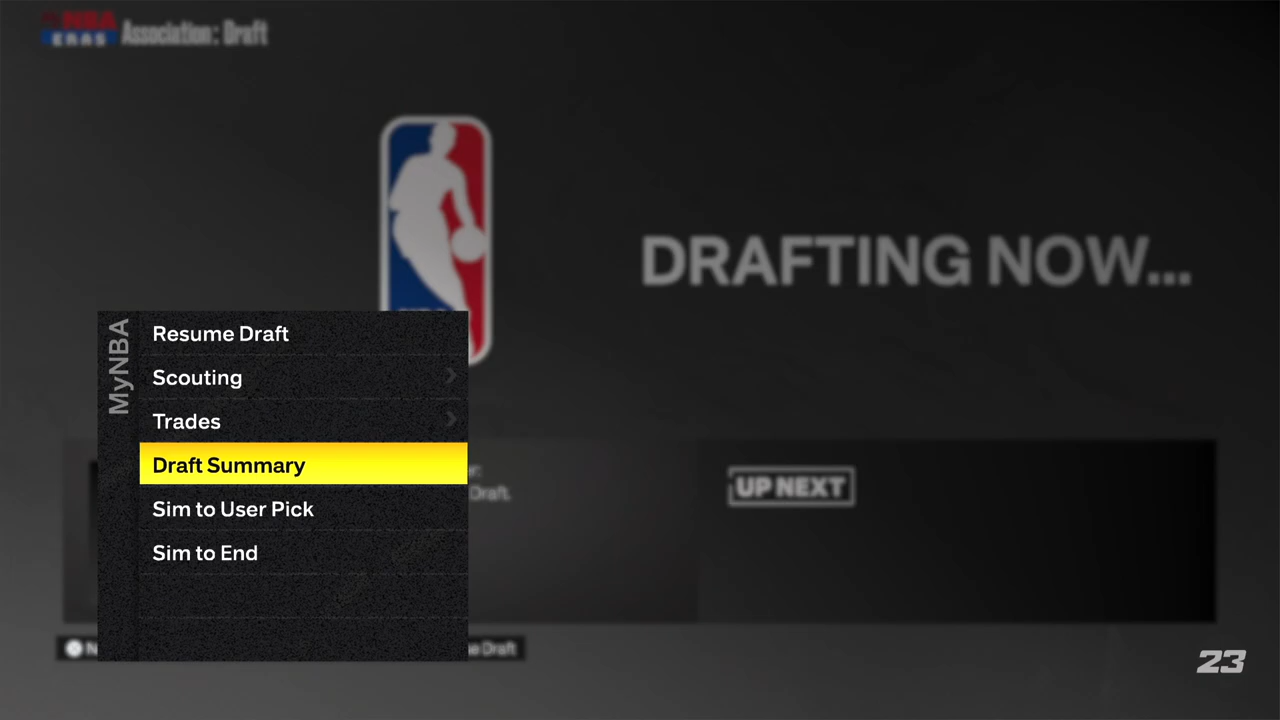 NBA
ERAS
Association: Draft
DRAFTING NOW...
MyNBA
Resume Draft
Scouting
Trades
Draft Summary
Sim to User Pick
Sim to End
Draft.
UP NEXT
Draft
23